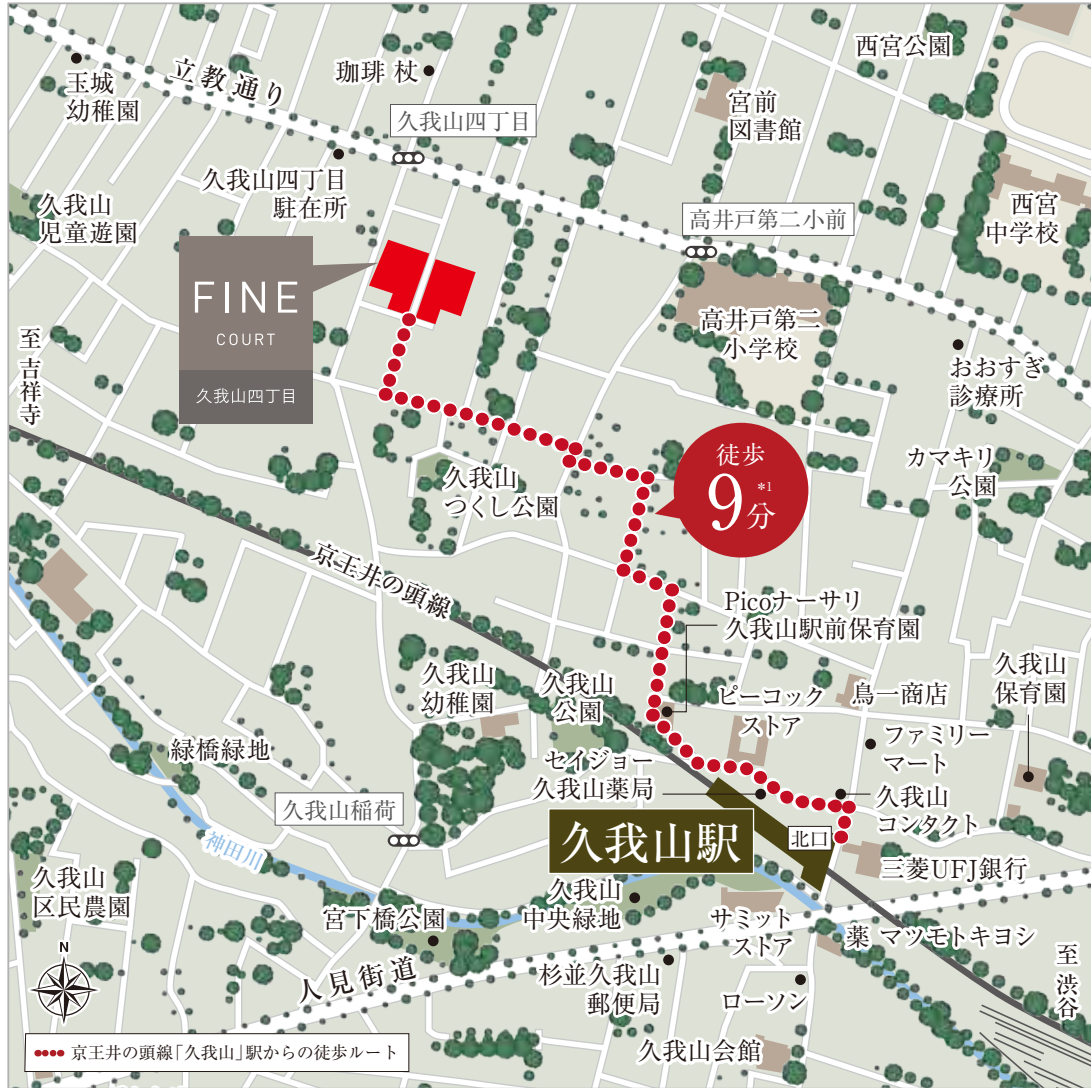 西宮公園
珈琲 杖
玉城
幼稚園
立教通り
宮前
図書館
久我山四丁目
久我山四丁目
駐在所
久我山
児童遊園
高井戸第二小前
西宮
中学校
FINE
COURT
久我山四丁目
高井戸第二
小学校
至 吉祥寺
おおすぎ
診療所
徒歩
9分
*1
カマキリ
公園
久我山
つくし公園
京王井の頭線
Picoナーサリ
久我山駅前保育園
久我山
幼稚園
久我山
公園
ピーコック
ストア
鳥一商店
久我山
保育園
ファミリー
マート
緑橋緑地
セイジョー
久我山薬局
久我山
コンタクト
久我山稲荷
神田川
久我山駅
北口
三菱UFJ銀行
久我山
区民農園
宮下橋公園
久我山
中央緑地
サミット
ストア
薬 マツモトキヨシ
至 渋谷
N
人見街道
杉並久我山
郵便局
ローソン
久我山会館
京王井の頭線「久我山」駅からの徒歩ルート